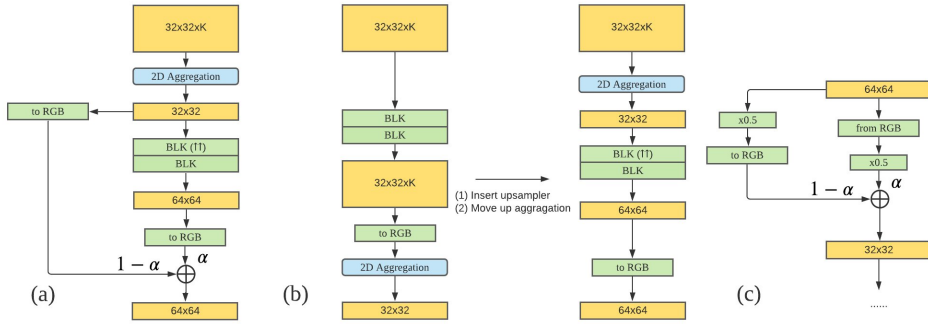 32x32xK
2D Aggregation
to RGB
32x32
BLK (↑↑)
BLK
64x64
to RGB
1 − α
α
64x64
(a)
32x32xK
BLK
BLK
32x32xK
to RGB
2D Aggregation
32x32
(b)
(1) Insert upsampler
(2) Move up aggragation
32x32xK
2D Aggregation
32x32
BLK (↑↑)
BLK
64x64
to RGB
64x64
64x64
x0.5
from RGB
to RGB
x0.5
1 − α
α
32x32
......
(c)